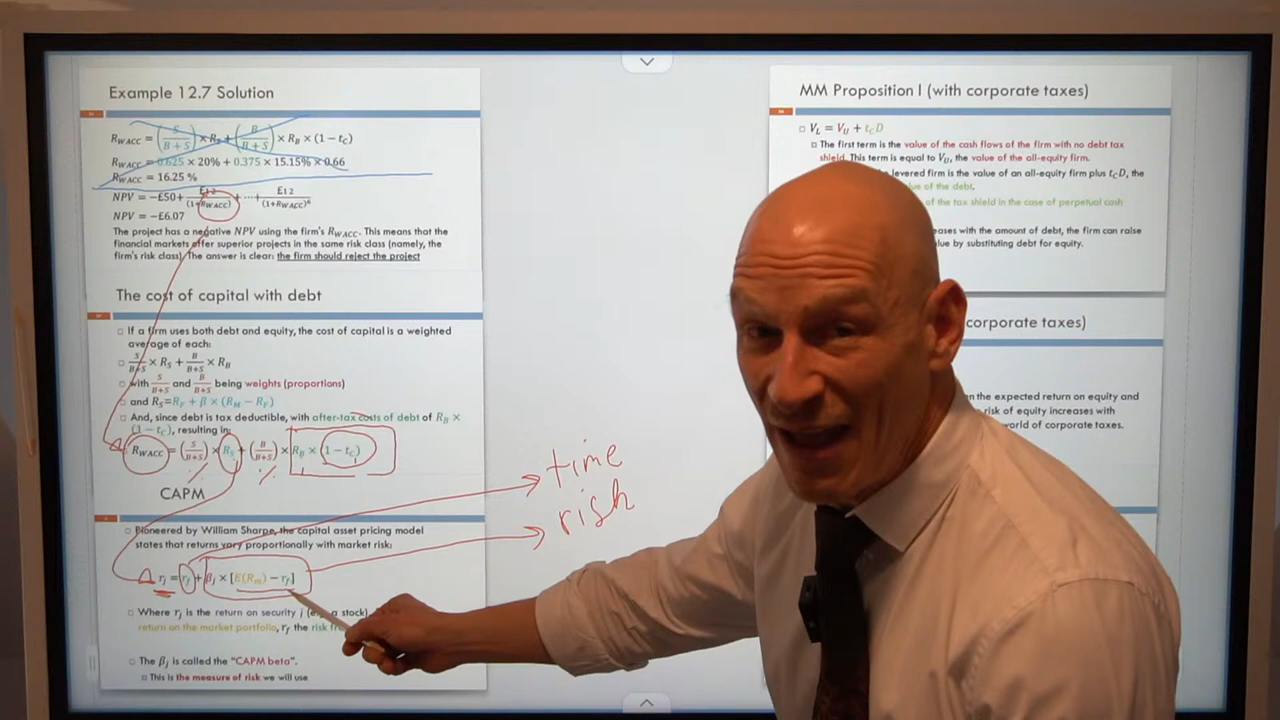 Example 12.7 Solution
R_WACC = (S/(B+S)) × R_S + (B/(B+S)) × R_B × (1 − t_C)
R_WACC = 0.625 × 20% + 0.375 × 15.15% × 0.66
R_WACC = 16.25 %
NPV = −£50 + £12/(1+R_WACC) + ⋯ + £12/(1+R_WACC)^6
NPV = −£6.07
The project has a negative NPV using the firm's R_WACC. This means that the
financial markets offer superior projects in the same risk class (namely, the
firm's risk class). The answer is clear: the firm should reject the project
The cost of capital with debt
If a firm uses both debt and equity, the cost of capital is a weighted
average of each:
S/(B+S) × R_S + B/(B+S) × R_B
with S/(B+S) and B/(B+S) being weights (proportions)
and R_S=R_F + β × (R_M − R_F)
And, since debt is tax deductible, with after-tax costs of debt of R_B ×
(1 − t_C), resulting in:
R_WACC = (S/(B+S)) × R_S + (B/(B+S)) × R_B × (1 − t_C)
CAPM
Pioneered by William Sharpe, the capital asset pricing model
states that returns vary proportionally with market risk:
r_j = r_f + β_j × [E(R_m) − r_f]
Where r_j is the return on security j (e.g. a stock),
return on the market portfolio, r_f the risk
The β_j is called the "CAPM beta".
This is the measure of risk we will use
time
risk
MM Proposition I (with corporate taxes)
V_L = V_U + t_C D
The first term is the value of the cash flows of the firm with no debt tax
shield. This term is equal to V_U, the value of the all-equity firm.
levered firm is the value of an all-equity firm plus t_C D, the
of the debt.
of the tax shield in the case of perpetual cash
with the amount of debt, the firm can raise
by substituting debt for equity.
corporate taxes)
the expected return on equity and
risk of equity increases with
world of corporate taxes.